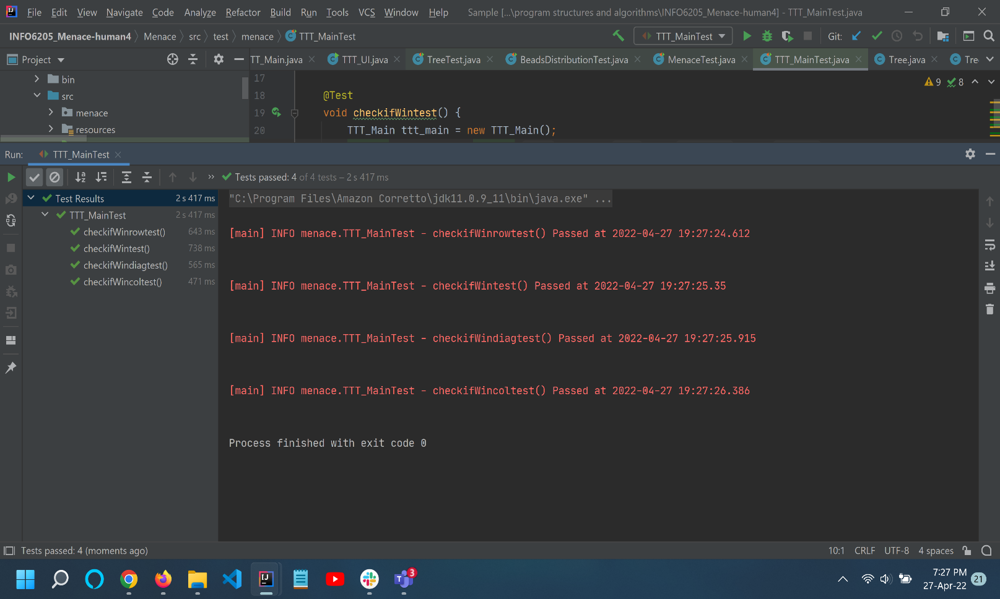 File Edit View Navigate Code Analyze Refactor Build Run Tools VCS Window Help Sample [...\program structures and algorithms\INFO6205_Menace-human4] - TTT_MainTest.java
INFO6205_Menace-human4 Menace src test menace TTT_MainTest TTT_MainTest Git:
Project TT_Main.java TTT_UI.java TreeTest.java BeadsDistributionTest.java MenaceTest.java TTT_MainTest.java Tree.java Tre
bin
src
menace
resources
17
18 @Test
19 void checkifWintest() {
20 TTT_Main ttt_main = new TTT_Main();
9 8
Run: TTT_MainTest
Tests passed: 4 of 4 tests – 2 s 417 ms
Test Results 2 s 417 ms
TTT_MainTest 2 s 417 ms
checkifWinrowtest() 643 ms
checkifWintest() 738 ms
checkifWindiagtest() 565 ms
checkifWincoltest() 471 ms
"C:\Program Files\Amazon Corretto\jdk11.0.9_11\bin\java.exe" ...
[main] INFO menace.TTT_MainTest - checkifWinrowtest() Passed at 2022-04-27 19:27:24.612
[main] INFO menace.TTT_MainTest - checkifWintest() Passed at 2022-04-27 19:27:25.35
[main] INFO menace.TTT_MainTest - checkifWindiagtest() Passed at 2022-04-27 19:27:25.915
[main] INFO menace.TTT_MainTest - checkifWincoltest() Passed at 2022-04-27 19:27:26.386
Process finished with exit code 0
Tests passed: 4 (moments ago) 10:1 CRLF UTF-8 4 spaces
3
7:27 PM
27-Apr-22
21